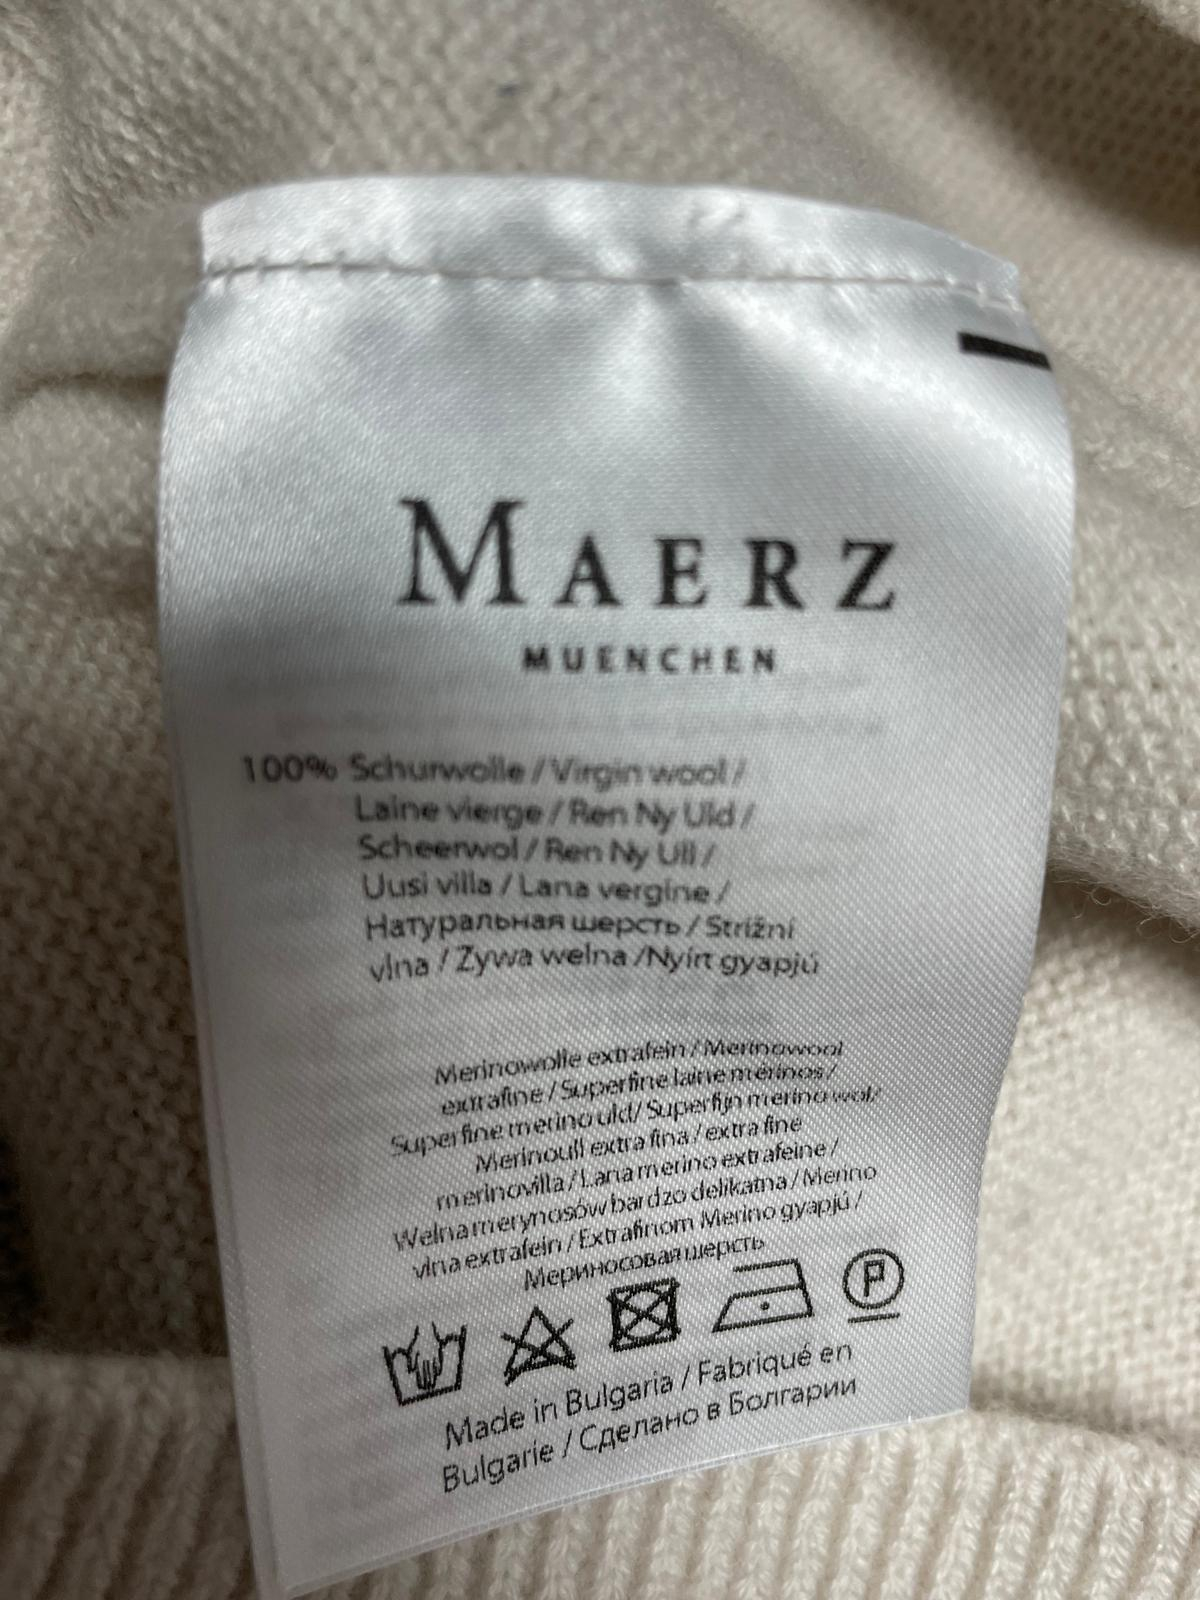 MAERZ
MUENCHEN
100% Schurwolle / Virgin wool /
Laine vierge / Ren Ny Uld /
Scheerwol / Ren Ny Ull /
Uusi villa / Lana vergine /
Натуральная шерсть / Strižní
vlna / Zywa welna /Nyírt gyapjú
Merinowolle extrafein / Merinowool
extrafine / Superfine laine mérinos /
Superfine merino uld/ Superfijn merino wol/
Merinoull extra fina / extra fine
merinovilla / Lana merino extrafeine /
Welna merynosów bardzo delikatna / Merino
vlna extrafein / Extrafinom Merino gyapjú /
Мериносовая шерсть
P
Made in Bulgaria / Fabriqué en
Bulgarie / Сделано в Болгарии